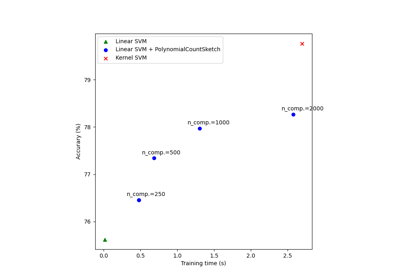 Linear SVM
Linear SVM + PolynomialCountSketch
Kernel SVM
79
n_comp.=2000
n_comp.=1000
78
n_comp.=500
77
n_comp.=250
76
Accurary (%)
0.0 0.5 1.0 1.5 2.0 2.5
Training time (s)